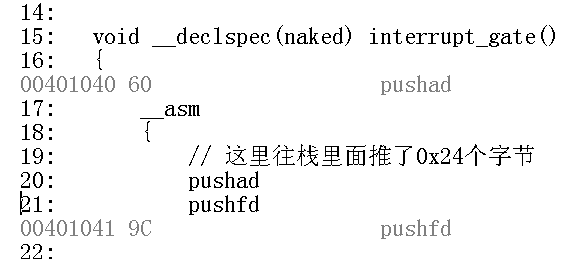 14:
15:   void __declspec(naked) interrupt_gate()
16:   {
00401040 60                   pushad
17:       __asm
18:       {
19:           // 这里往栈里面推了0x24个字节
20:           pushad
21:           pushfd
00401041 9C                   pushfd
22: